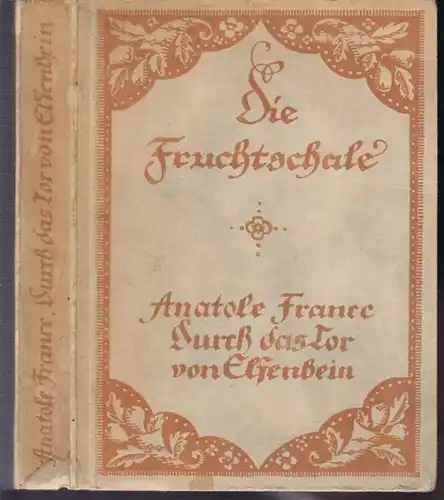 Anatole France. Durch das Tor von Elfenbein
Die
Fruchtschale
Anatole France
Durch das Tor
von Elfenbein